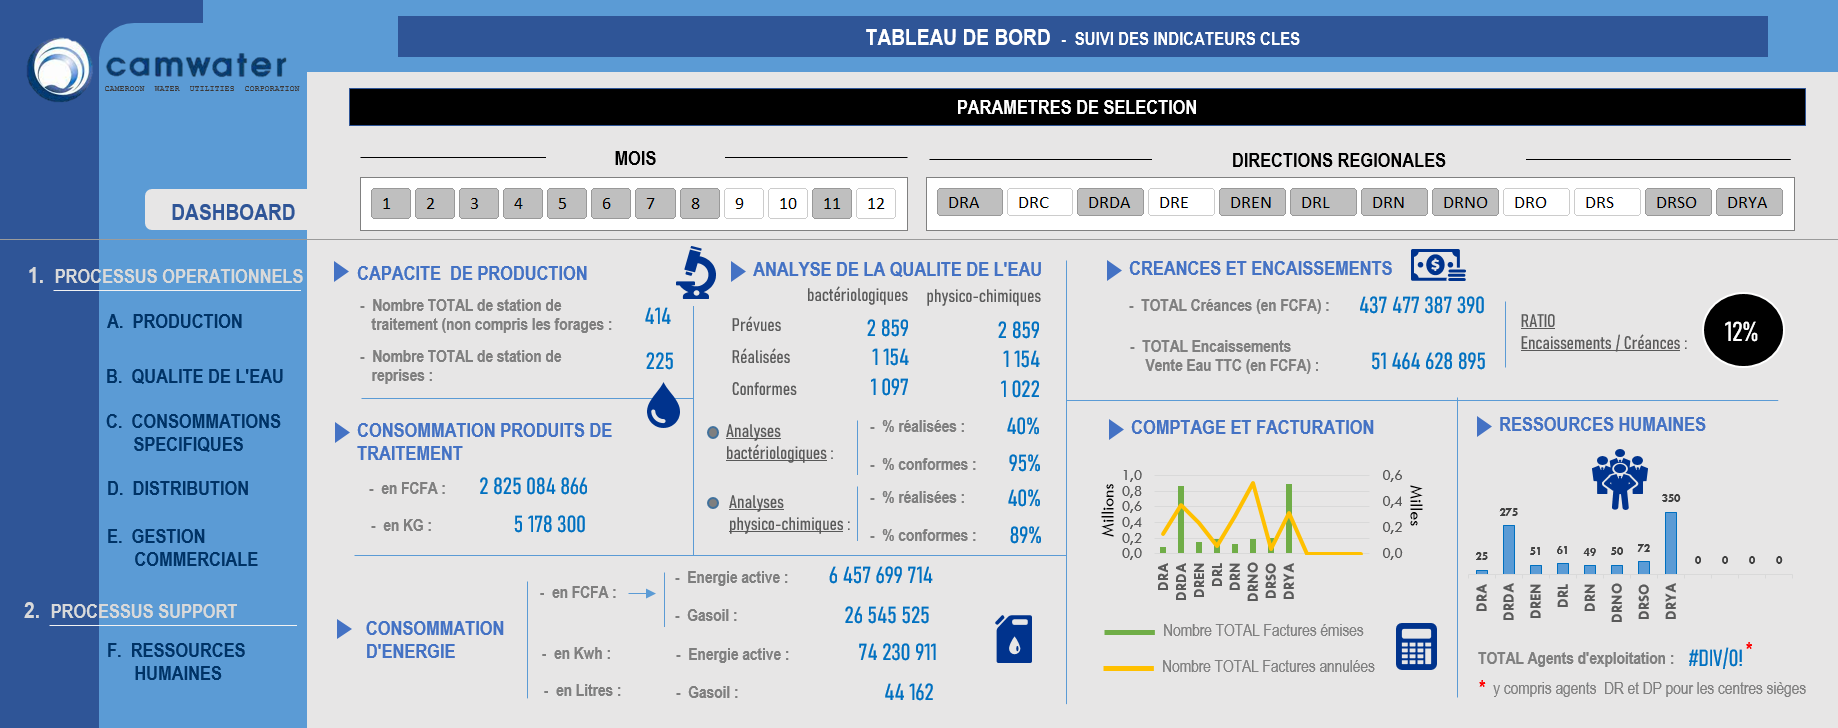 camwater
CAMEROON WATER UTILITIES CORPORATION
TABLEAU DE BORD - SUIVI DES INDICATEURS CLES
PARAMETRES DE SELECTION
MOIS
DIRECTIONS REGIONALES
1 2 3 4 5 6 7 8 9 10 11 12
DRA DRC DRDA DRE DREN DRL DRN DRNO DRO DRS DRSO DRYA
DASHBOARD
1. PROCESSUS OPERATIONNELS
A. PRODUCTION
B. QUALITE DE L'EAU
C. CONSOMMATIONS
SPECIFIQUES
D. DISTRIBUTION
E. GESTION
COMMERCIALE
2. PROCESSUS SUPPORT
F. RESSOURCES
HUMAINES
CAPACITE DE PRODUCTION
- Nombre TOTAL de station de
traitement (non compris les forages : 414
- Nombre TOTAL de station de
reprises : 225
CONSOMMATION PRODUITS DE
TRAITEMENT
- en FCFA : 2 825 084 866
- en KG : 5 178 300
ANALYSE DE LA QUALITE DE L'EAU
bactériologiques physico-chimiques
Prévues 2 859 2 859
Réalisées 1 154 1 154
Conformes 1 097 1 022
Analyses
bactériologiques :
- % réalisées : 40%
- % conformes : 95%
Analyses
physico-chimiques :
- % réalisées : 40%
- % conformes : 89%
CONSOMMATION
D'ENERGIE
- en FCFA :
- Energie active : 6 457 699 714
- Gasoil : 26 545 525
- en Kwh : - Energie active : 74 230 911
- en Litres : - Gasoil : 44 162
CREANCES ET ENCAISSEMENTS
- TOTAL Créances (en FCFA) : 437 477 387 390
- TOTAL Encaissements
Vente Eau TTC (en FCFA) : 51 464 628 895
RATIO
Encaissements / Créances :
12%
COMPTAGE ET FACTURATION
Millions
1,0
0,8
0,6
0,4
0,2
0,0
0,6
0,4
0,2
0,0
Milles
DRA DRDA DREN DRL DRN DRNO DRSO DRYA
Nombre TOTAL Factures émises
Nombre TOTAL Factures annulées
RESSOURCES HUMAINES
25 275 51 61 49 50 72 350 0 0 0 0
DRA DRDA DREN DRL DRN DRNO DRSO DRYA
TOTAL Agents d'exploitation : #DIV/0! *
* y compris agents DR et DP pour les centres sièges